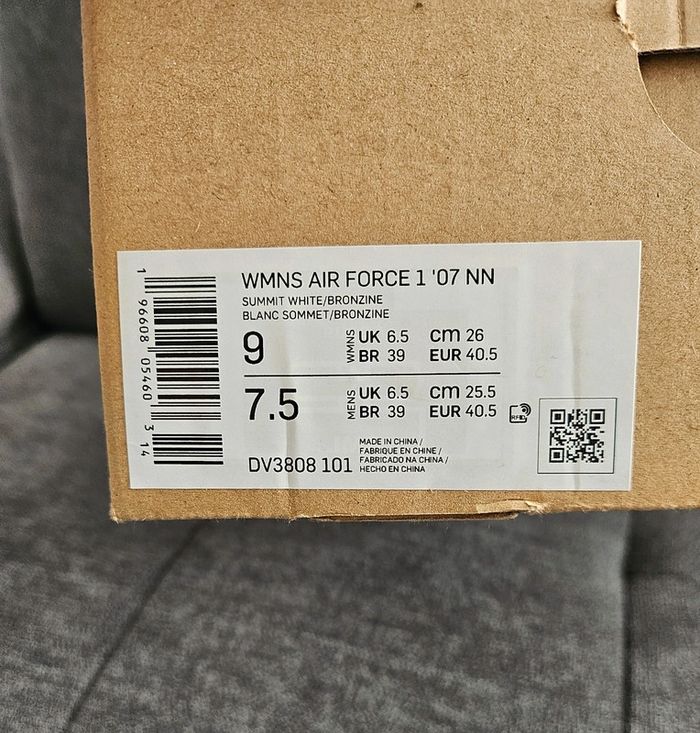 WMNS AIR FORCE 1 '07 NN
SUMMIT WHITE/BRONZINE
BLANC SOMMET/BRONZINE
9
WMNS
UK 6.5 CM 26
BR 39 EUR 40.5
7.5
MENS
UK 6.5 CM 25.5
BR 39 EUR 40.5
RFID
DV3808 101
MADE IN CHINA /
FABRIQUE EN CHINE /
FABRICADO NA CHINA /
HECHO EN CHINA
1 96608 05460 3 14